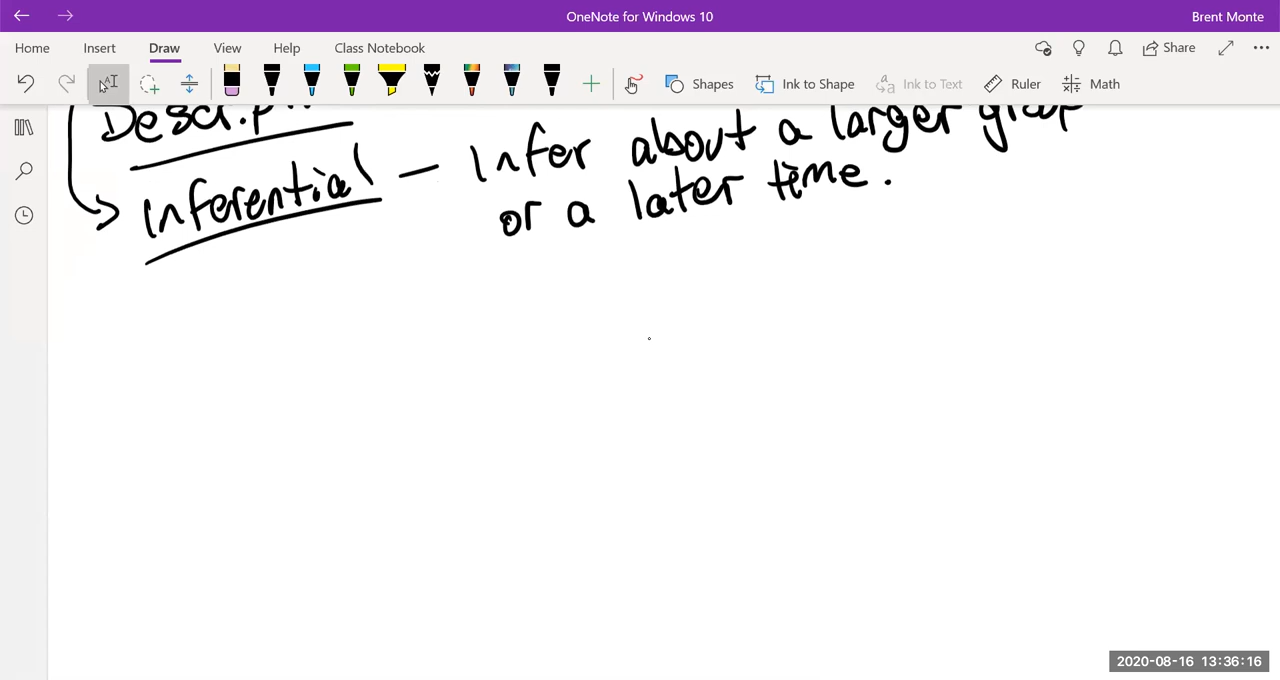 OneNote for Windows 10
Brent Monte
Home Insert Draw View Help Class Notebook
Share
Shapes Ink to Shape Ink to Text Ruler Math
Inferential — Infer about a larger group
or a later time.
2020-08-16 13:36:16